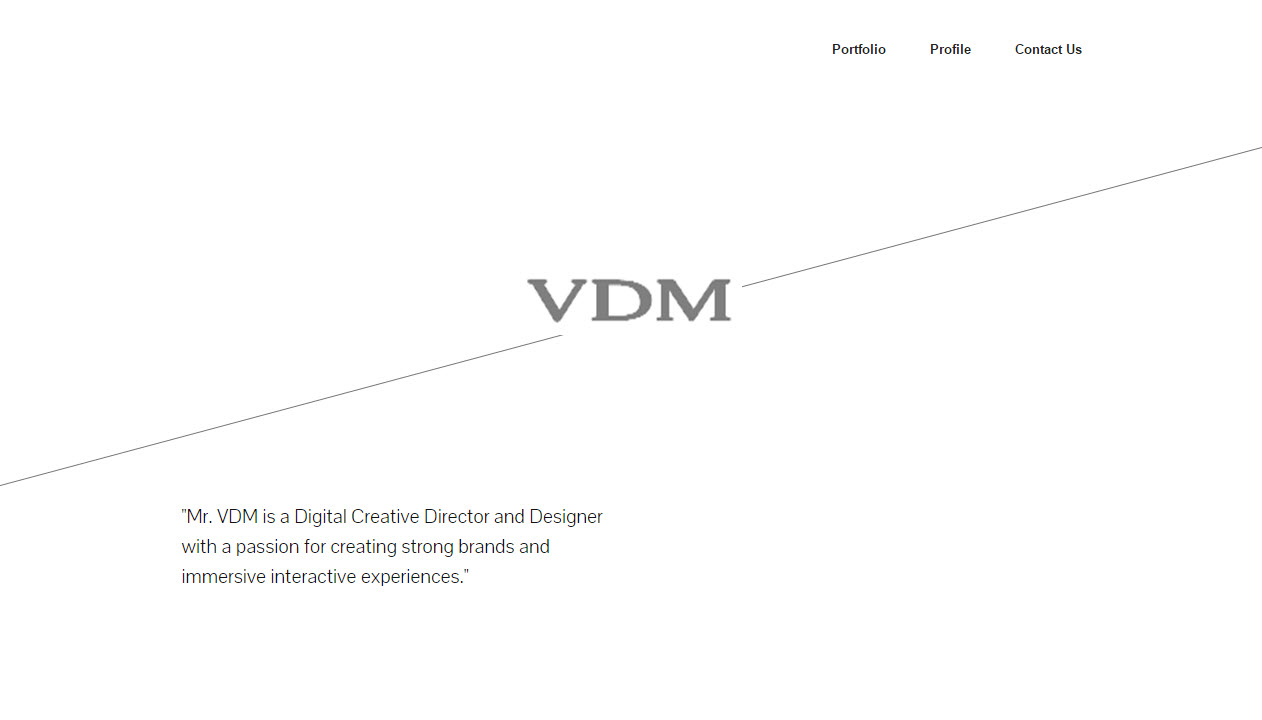 Portfolio Profile Contact Us
VDM
"Mr. VDM is a Digital Creative Director and Designer
with a passion for creating strong brands and
immersive interactive experiences."